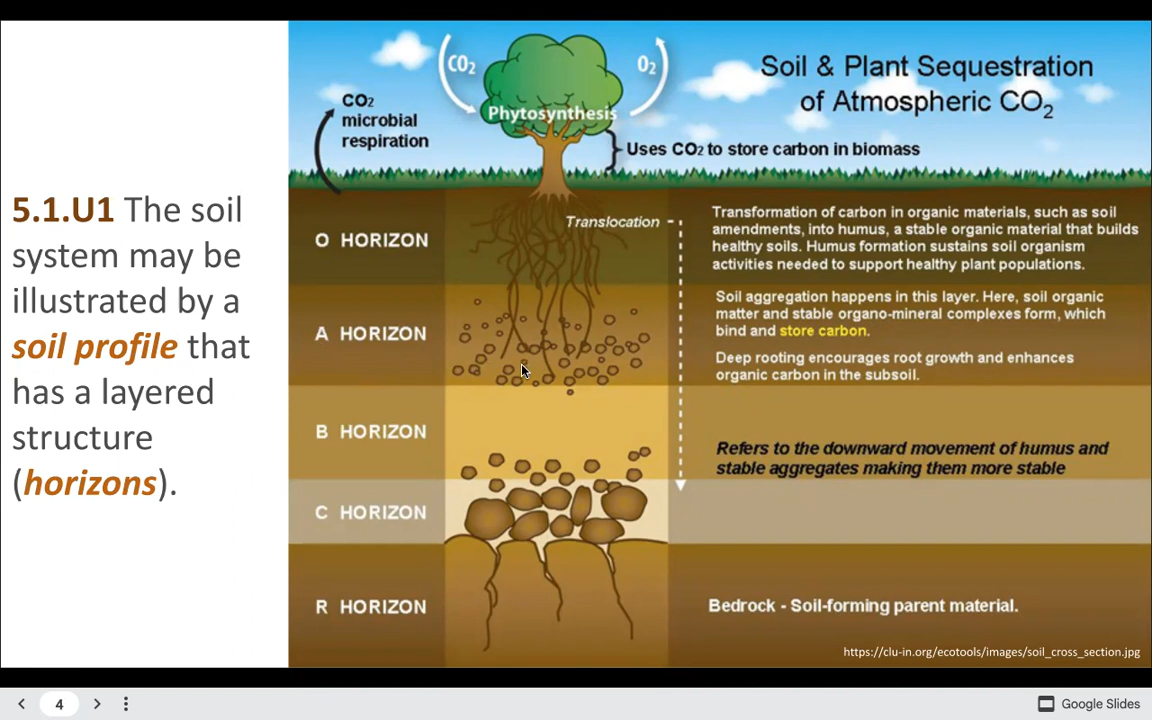 5.1.U1 The soil
system may be
illustrated by a
soil profile that
has a layered
structure
(horizons).
Soil & Plant Sequestration
of Atmospheric CO₂
CO₂
O₂
Phytosynthesis
CO₂
microbial
respiration
Uses CO₂ to store carbon in biomass
Translocation
O HORIZON
Transformation of carbon in organic materials, such as soil
amendments, into humus, a stable organic material that builds
healthy soils. Humus formation sustains soil organism
activities needed to support healthy plant populations.
A HORIZON
Soil aggregation happens in this layer. Here, soil organic
matter and stable organo-mineral complexes form, which
bind and store carbon.
Deep rooting encourages root growth and enhances
organic carbon in the subsoil.
B HORIZON
Refers to the downward movement of humus and
stable aggregates making them more stable
C HORIZON
R HORIZON
Bedrock - Soil-forming parent material.
https://clu-in.org/ecotools/images/soil_cross_section.jpg
4
Google Slides